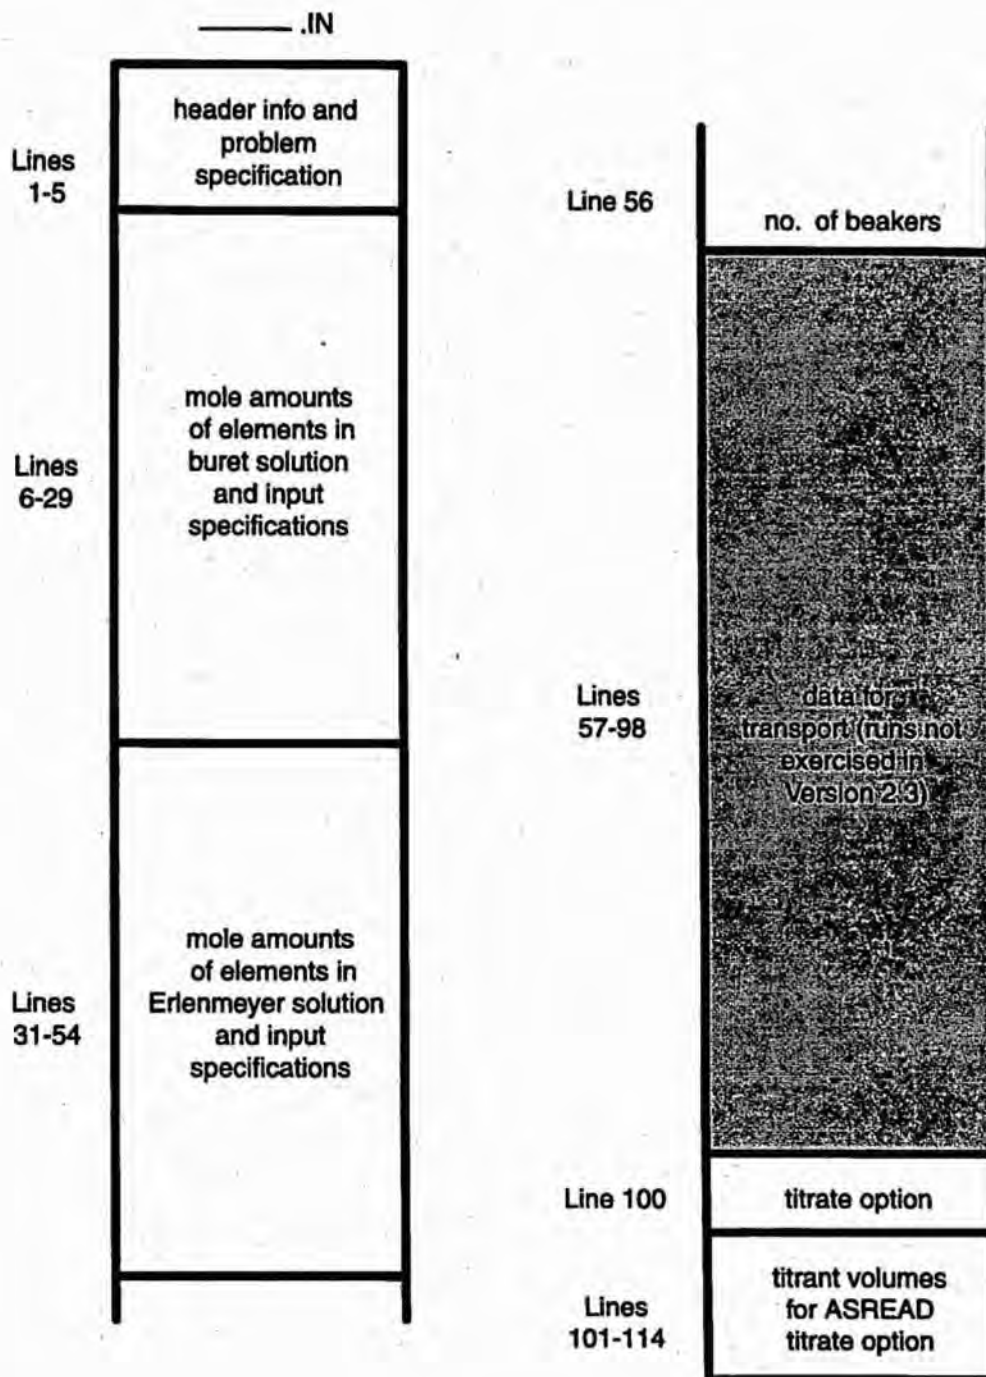 _______ .IN
Lines
1-5
header info and
problem
specification
Lines
6-29
mole amounts
of elements in
buret solution
and input
specifications
Lines
31-54
mole amounts
of elements in
Erlenmeyer solution
and input
specifications
Line 56
no. of beakers
Lines
57-98
data for
transport (runs not
exercised in
Version 2.3)
Line 100
titrate option
Lines
101-114
titrant volumes
for ASREAD
titrate option